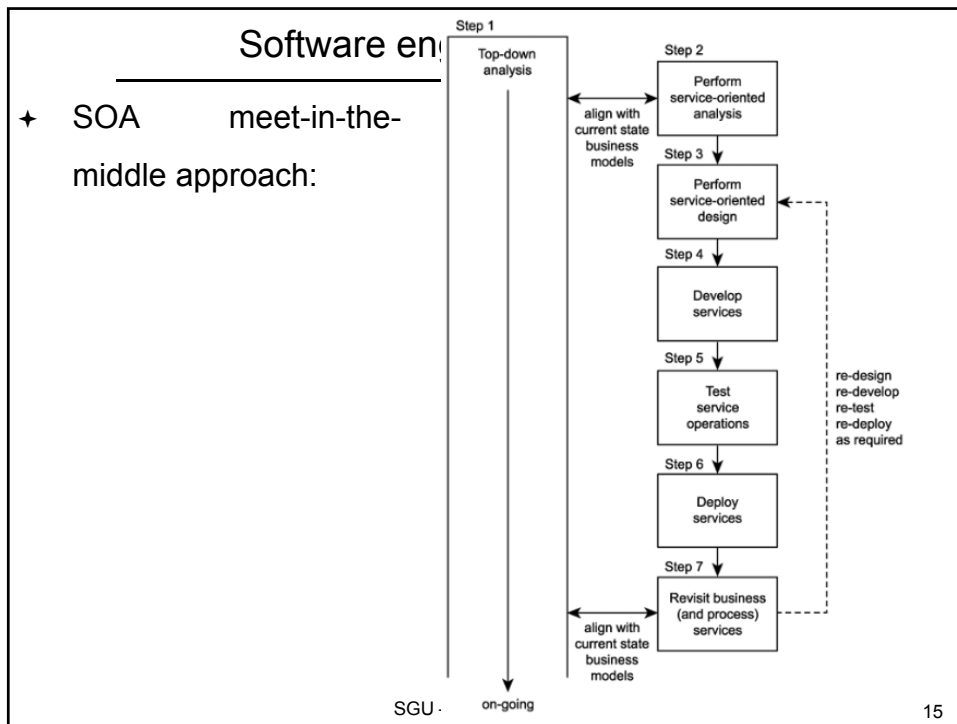 Software eng
SOA meet-in-the-
middle approach:
Step 1
Top-down
analysis
on-going
Step 2
Perform
service-oriented
analysis
align with
current state
business
models
Step 3
Perform
service-oriented
design
Step 4
Develop
services
Step 5
Test
service
operations
Step 6
Deploy
services
Step 7
Revisit business
(and process)
services
align with
current state
business
models
re-design
re-develop
re-test
re-deploy
as required
SGU -
15